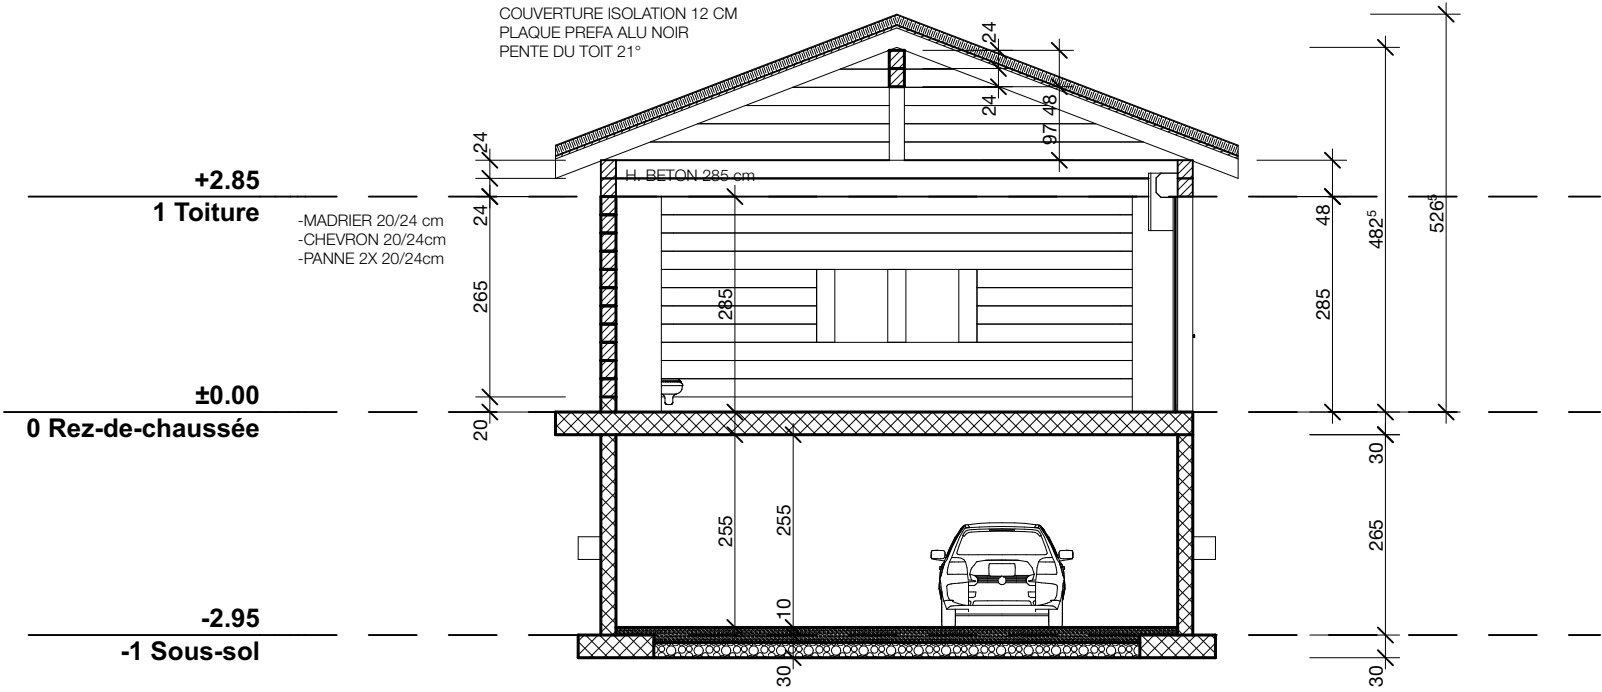 COUVERTURE ISOLATION 12 CM
PLAQUE PREFA ALU NOIR
PENTE DU TOIT 21°
24
24
48
97
24
H. BETON 285 cm
+2.85
1 Toiture
-MADRIER 20/24 cm
-CHEVRON 20/24cm
-PANNE 2X 20/24cm
24
48
482⁵
526⁵
265
285
285
±0.00
0 Rez-de-chaussée
20
30
255
255
265
10
-2.95
-1 Sous-sol
30
30